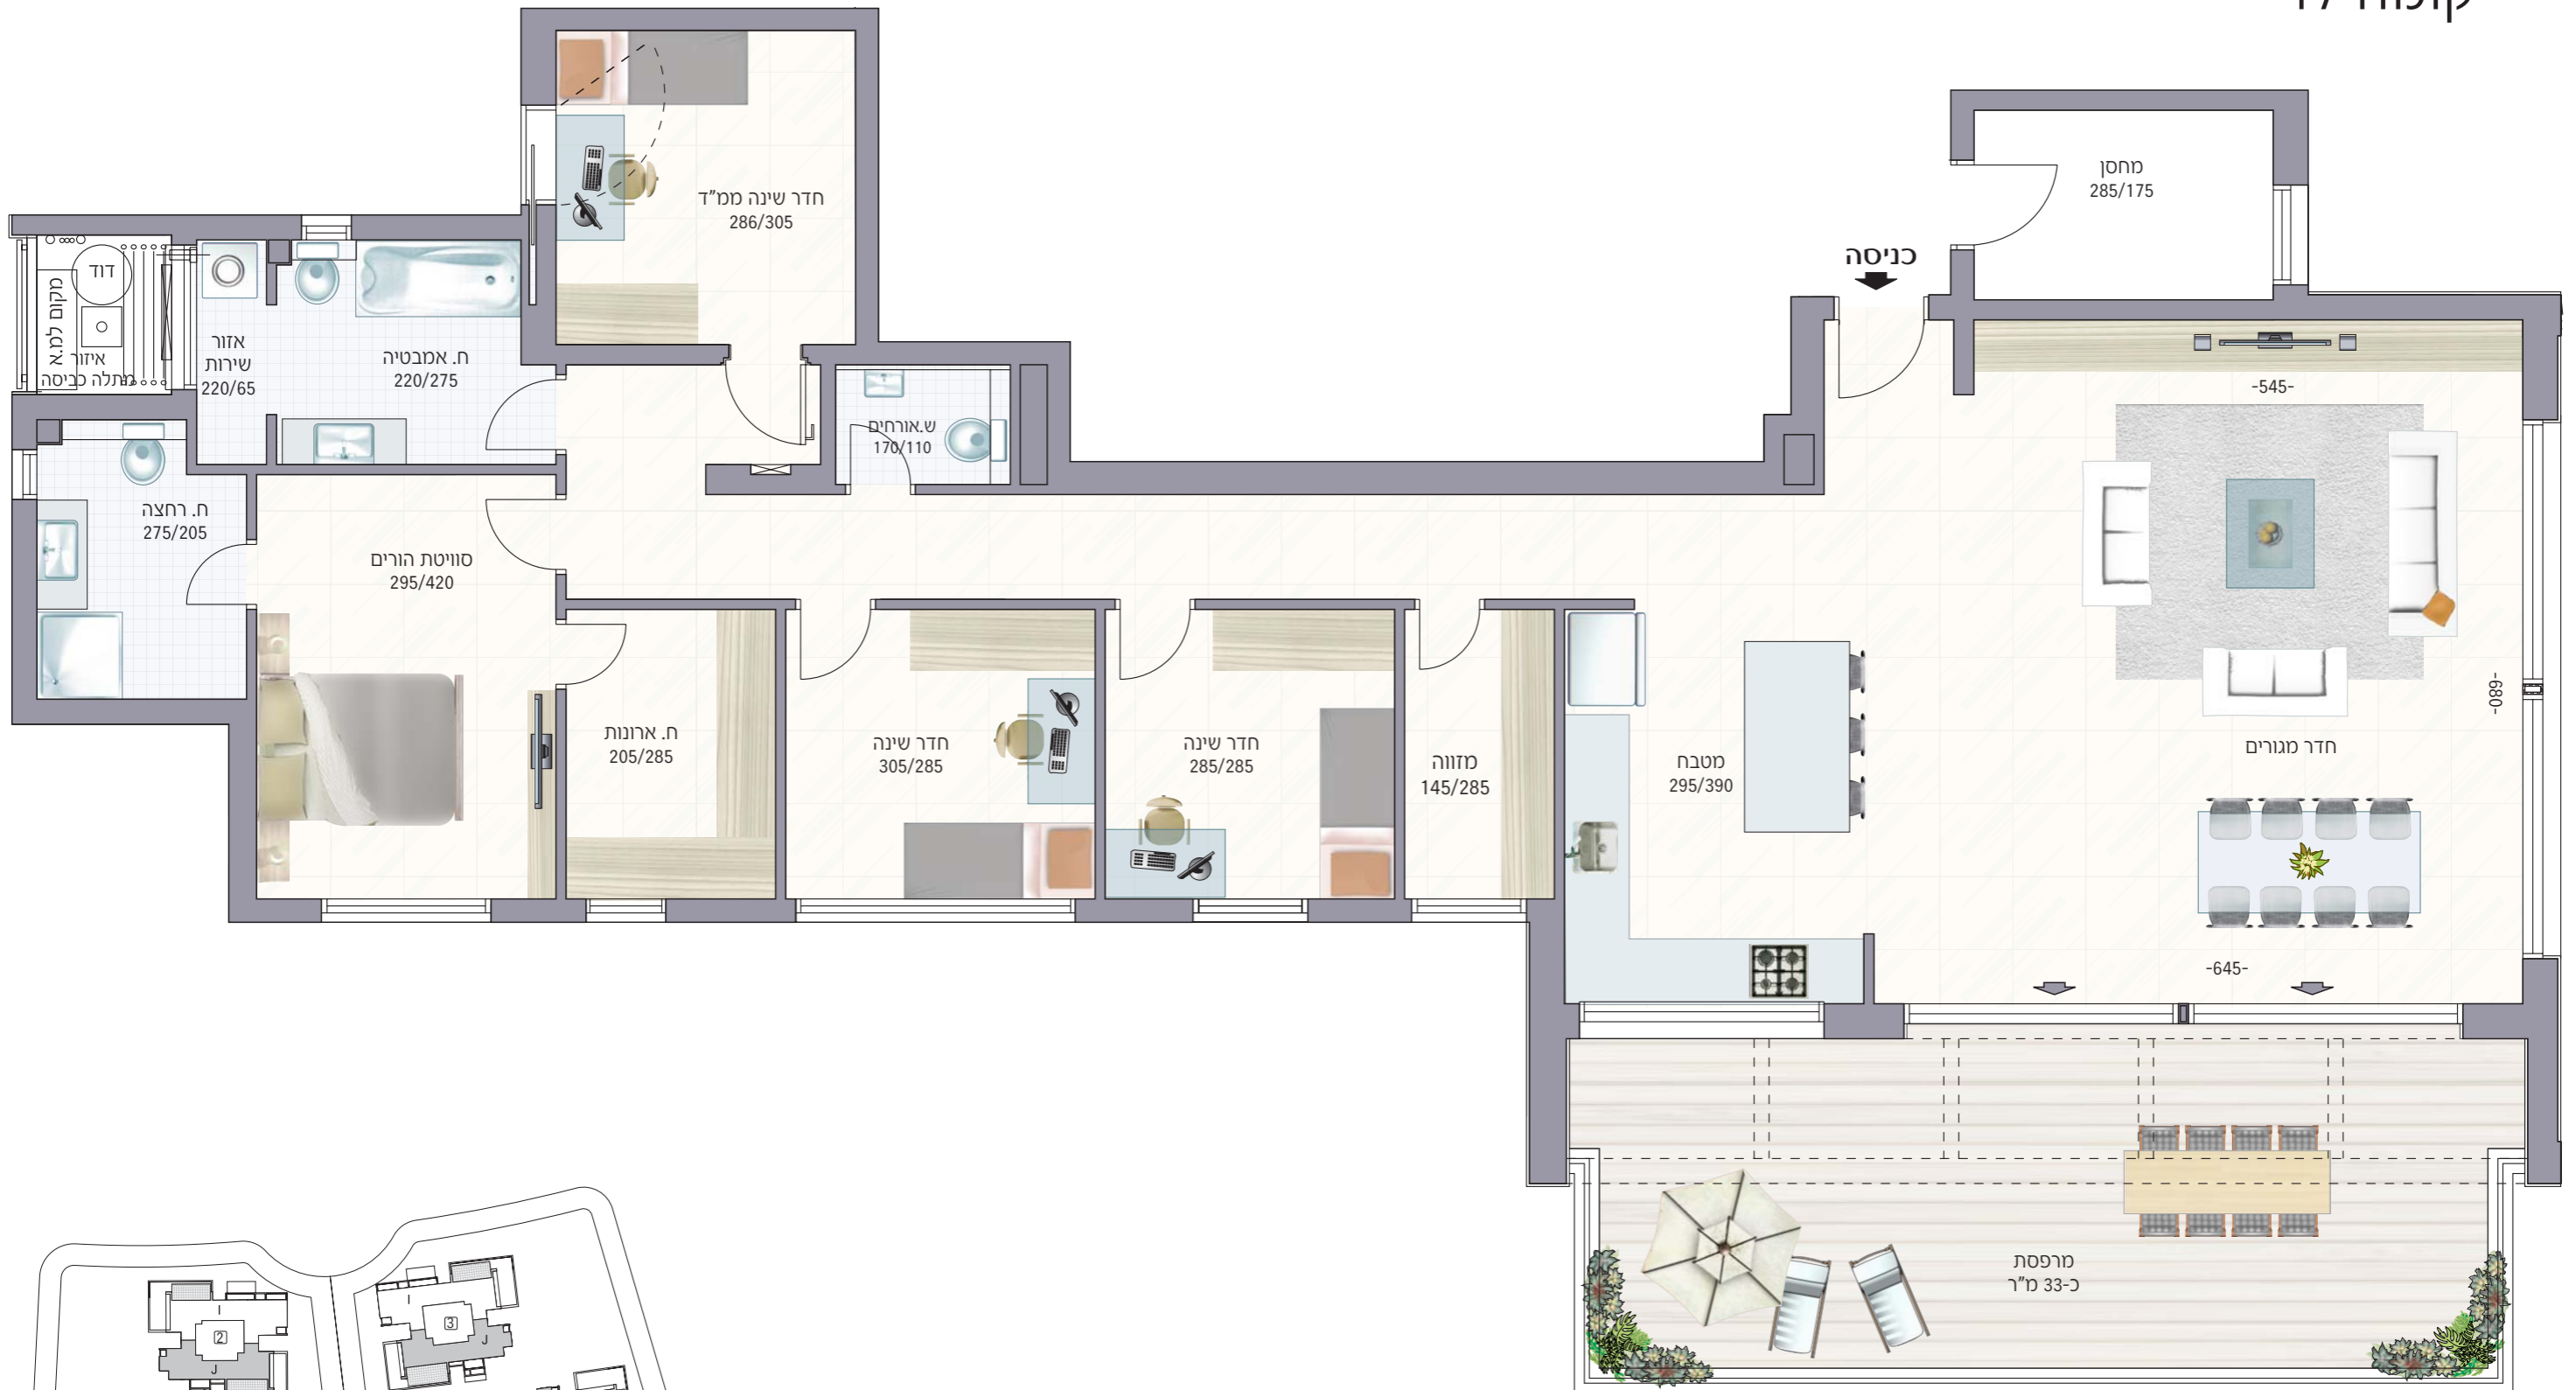 חדר שינה ממ"ד
286/305
מחסן
285/175
כניסה
דוד
מקום למ.א
איזור
מתלה כביסה
אזור
שירות
220/65
ח. אמבטיה
220/275
ש.אורחים
170/110
-545-
ח. רחצה
275/205
סוויטת הורים
295/420
ח. ארונות
205/285
חדר שינה
305/285
חדר שינה
285/285
מזווה
145/285
מטבח
295/390
חדר מגורים
-680-
-645-
מרפסת
כ-33 מ"ר
I
2
J
I
3
J